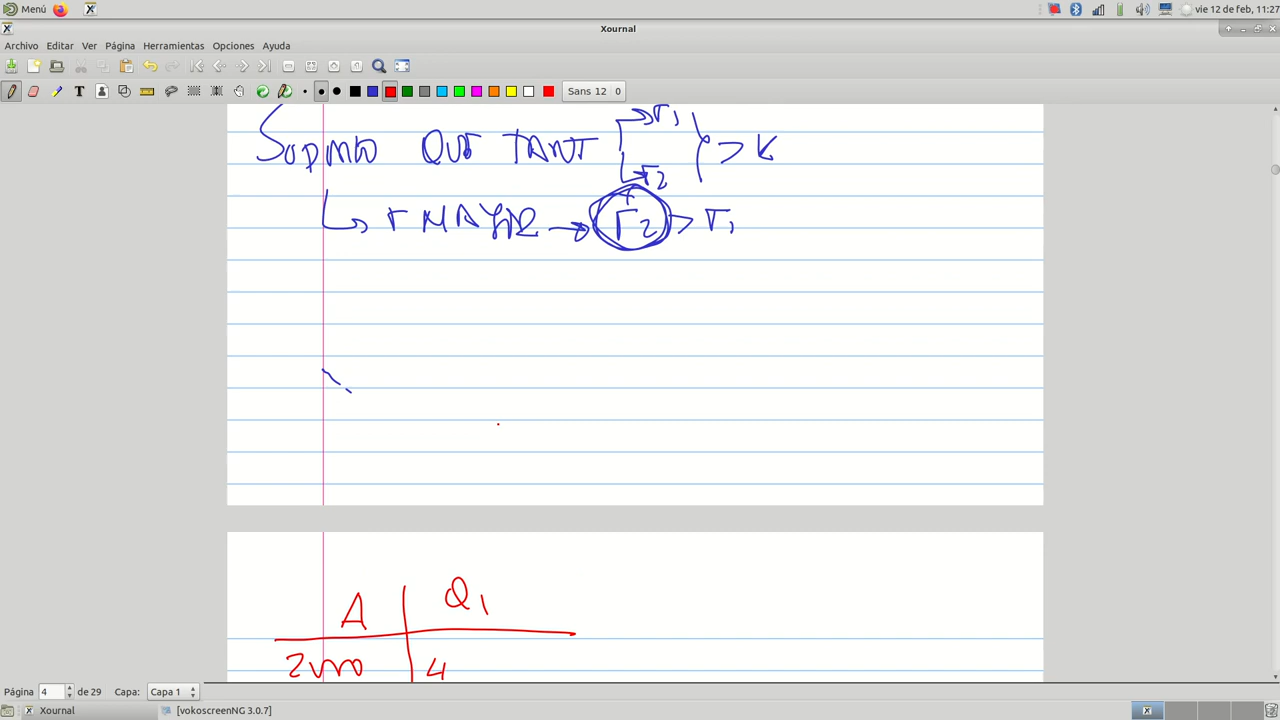 Menú
vie 12 de feb, 11:27
Xournal
Archivo Editar Ver Página Herramientas Opciones Ayuda
Sans 12 0
r1
SUPONGO QUE TANT > K
r2
r MAYOR → r2 > r1
A Q1
4
Página 4 de 29 Capa: Capa 1
Xournal [vokoscreenNG 3.0.7]